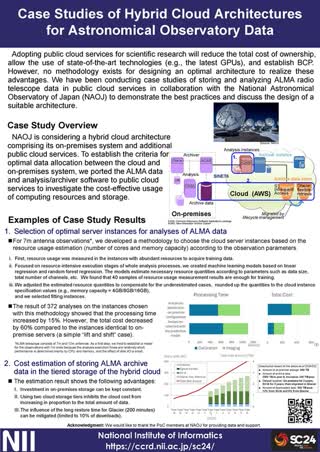 Case Studies of Hybrid Cloud Architectures
for Astronomical Observatory Data
Adopting public cloud services for scientific research will reduce the total cost of ownership,
allow the use of state-of-the-art technologies (e.g., the latest GPUs), and establish BCP.
However, no methodology exists for designing an optimal architecture to realize these
advantages. We have been conducting case studies of storing and analyzing ALMA radio
telescope data in public cloud services in collaboration with the National Astronomical
Observatory of Japan (NAOJ) to demonstrate the best practices and discuss the design of a
suitable architecture.
Case Study Overview
NAOJ is considering a hybrid cloud architecture
comprising its on-premises system and additional
public cloud services. To establish the criteria for
optimal data allocation between the cloud and
on-premises system, we ported the ALMA data
and analysis/archiver software to public cloud
services to investigate the cost-effective usage
of computing resources and storage.
Analysis instances
Archiver
Archiver instance
Analysis
SINET6
Archive data
Cloud (AWS)
On-premises
Migrated by
lifecycle management
Examples of Case Study Results
1. Selection of optimal server instances for analyses of ALMA data
■For 7m antenna observations*, we developed a methodology to choose the cloud server instances based on the
resource usage estimation (number of cores and memory capacity) according to the observation parameters
i. First, resource usage was measured in the instances with abundant resources to acquire training data.
ii. Focused on resource-intensive execution stages of whole analysis processes, we created machine learning models based on linear
regression and random forest regression. The models estimate necessary resource quantities according to parameters such as data size,
total number of channels, etc. We found that 40 samples of resource usage measurement results are enough for training.
iii. We adjusted the estimated resource quantities to compensate for the underestimated cases, rounded up the quantities to the cloud instance
specification values (e.g., memory capacity = 4GB/8GB/16GB),
and we selected fitting instances.
■The result of 372 analyses on the instances chosen
with this methodology showed that the processing time
increased by 15%. However, the total cost decreased
by 60% compared to the instances identical to on-
premises servers (a simple 'lift and shift' case).
Processing Time
Total Cost
2. Cost estimation of storing ALMA archive
data in the tiered storage of the hybrid cloud
■The estimation result shows the following advantages:
I. Investment in on-premises storage can be kept constant.
II. Using two cloud storage tiers inhibits the cloud cost from
increasing in proportion to the total amount of data.
III. The influence of the long restore time for Glacier (200 minutes)
can be mitigated (limited to 10% of downloads).
Acknowledgment: We would like to thank the PoC members at NAOJ for providing data and support.
NII
National Institute of Informatics
https://ccrd.nii.ac.jp/sc24/
SC24